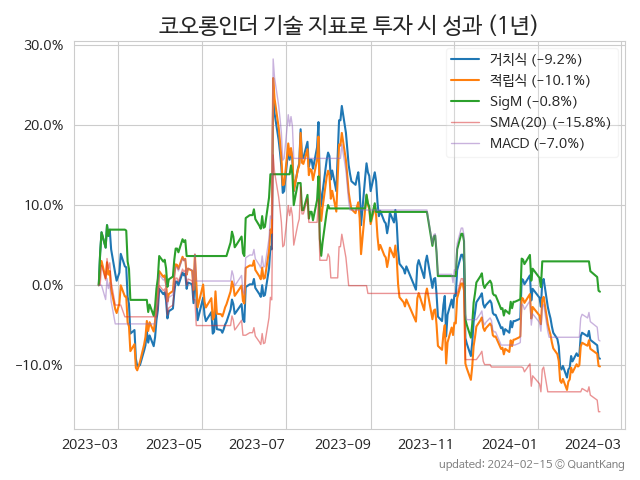 코오롱인더 기술 지표로 투자 시 성과 (1년)
30.0%
20.0%
10.0%
0.0%
−10.0%
거치식 (−9.2%)
적립식 (−10.1%)
SigM (−0.8%)
SMA(20) (−15.8%)
MACD (−7.0%)
2023−03
2023−05
2023−07
2023−09
2023−11
2024−01
2024−03
updated: 2024−02−15 © QuantKang